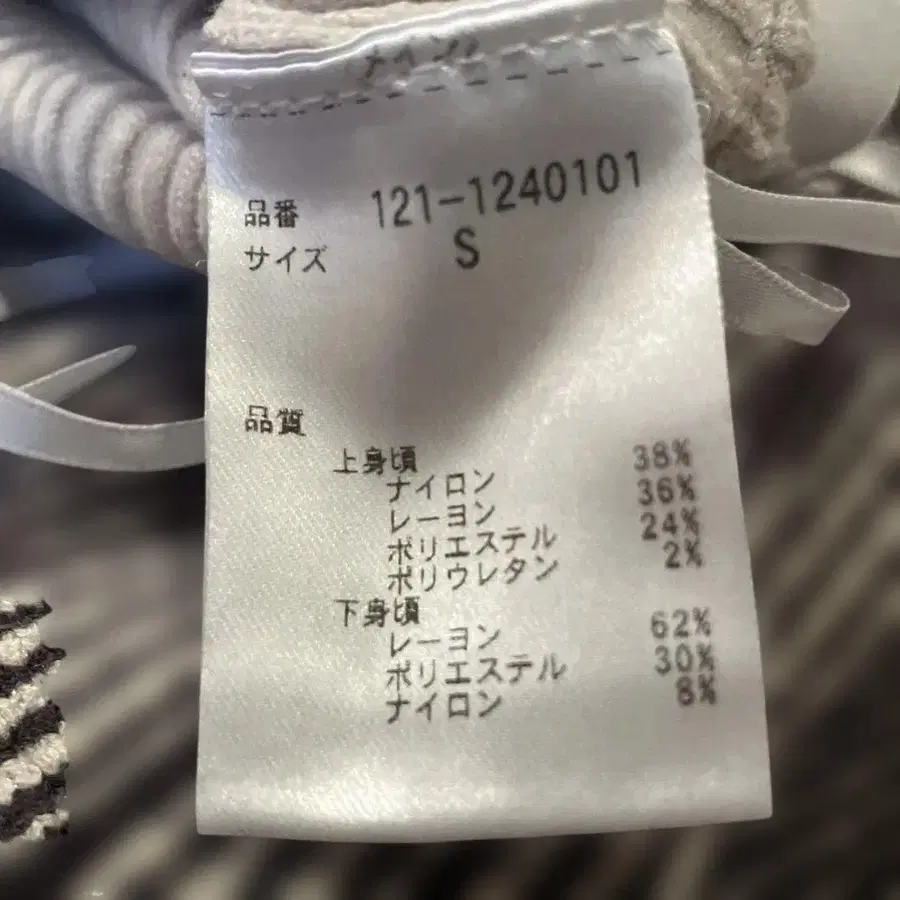 品番 121-1240101
サイズ S
品質
上身頃
ナイロン 38%
レーヨン 36%
ポリエステル 24%
ポリウレタン 2%
下身頃
レーヨン 62%
ポリエステル 30%
ナイロン 8%